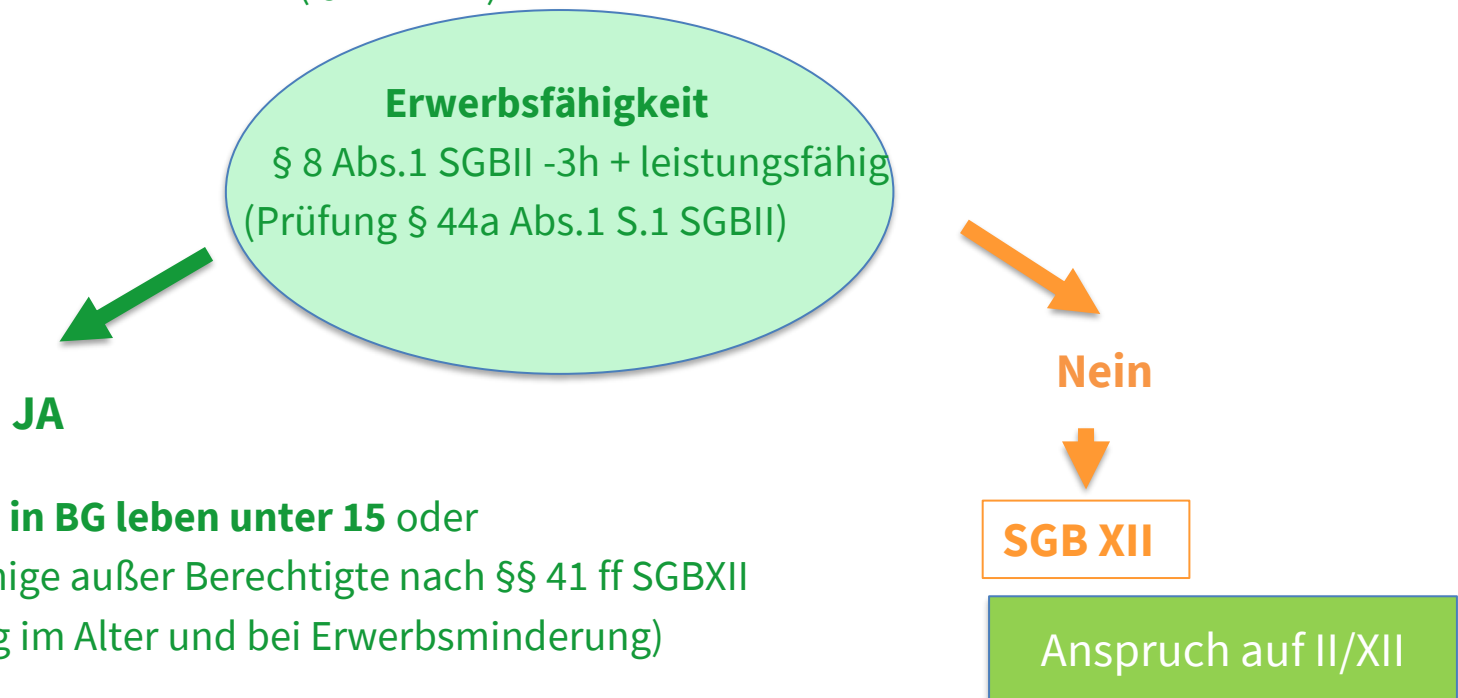 Erwerbsfähigkeit
§ 8 Abs.1 SGBII -3h + leistungsfähig
(Prüfung § 44a Abs.1 S.1 SGBII)
JA
Nein
in BG leben unter 15 oder
außer Berechtigte nach §§ 41 ff SGBXII
im Alter und bei Erwerbsminderung)
SGB XII
Anspruch auf II/XII